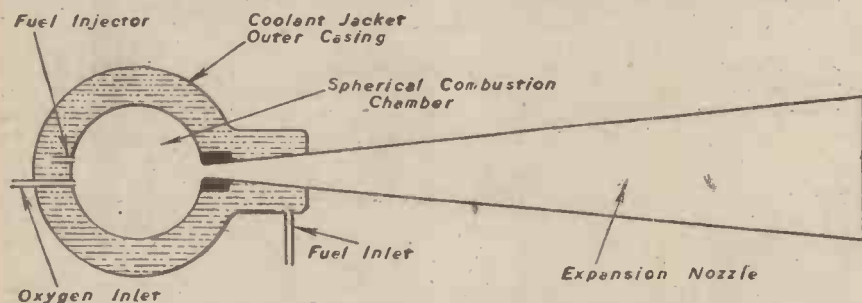 Fuel Injector
Coolant Jacket
Outer Casing
Spherical Combustion
Chamber
Fuel Inlet
Expansion Nozzle
Oxygen Inlet